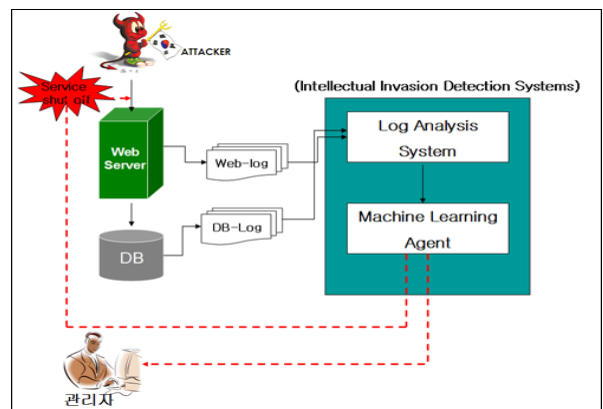 ATTACKER
Service
shut off
(Intellectual Invasion Detection Systems)
Web
Server
Web-log
Log Analysis
System
DB-Log
Machine Learning
Agent
DB
관리자